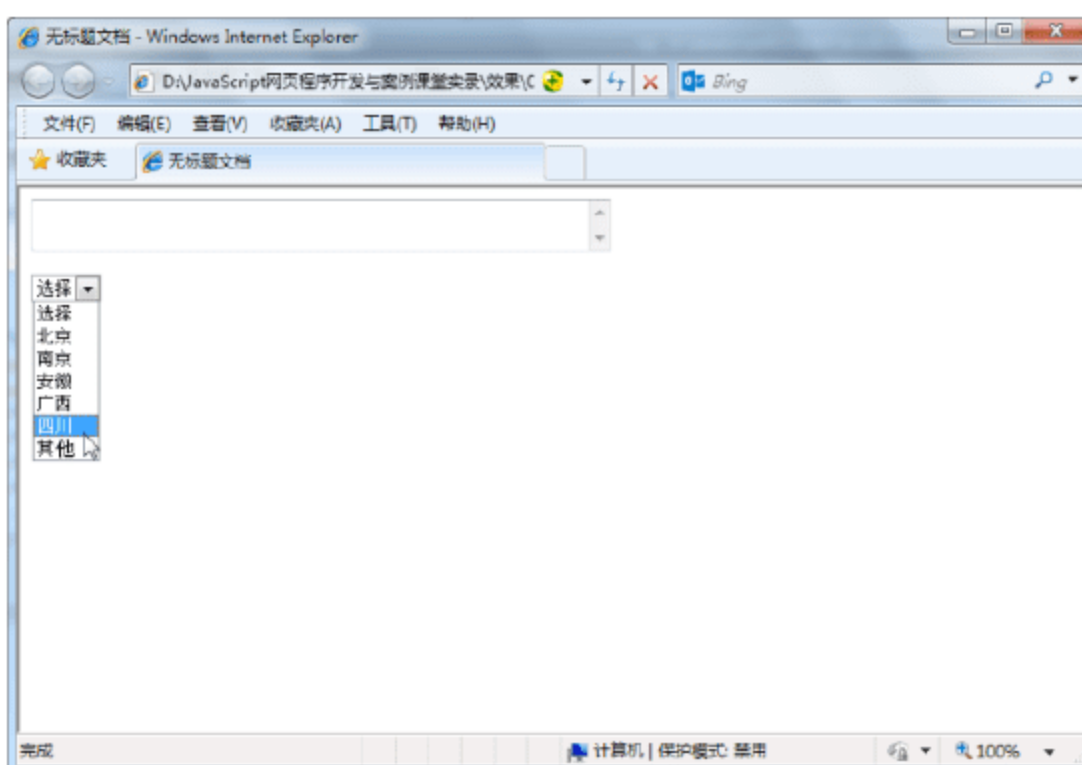 无标题文档 - Windows Internet Explorer
D:\JavaScript网页程序开发与案例课堂实录\效果\C
Bing
文件(F) 编辑(E) 查看(V) 收藏夹(A) 工具(T) 帮助(H)
收藏夹 无标题文档
选择
选择
北京
南京
安徽
广西
四川
其他
完成 计算机 | 保护模式: 禁用 100%